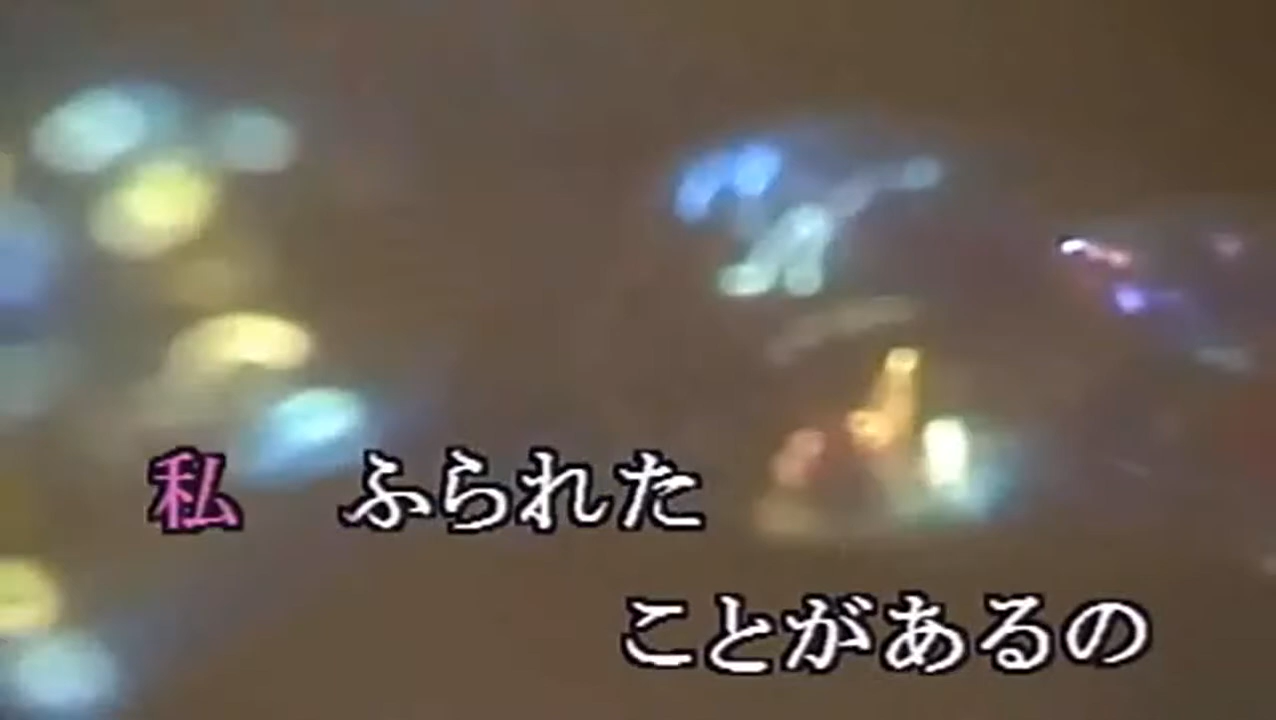 私　ふられた
ことがあるの